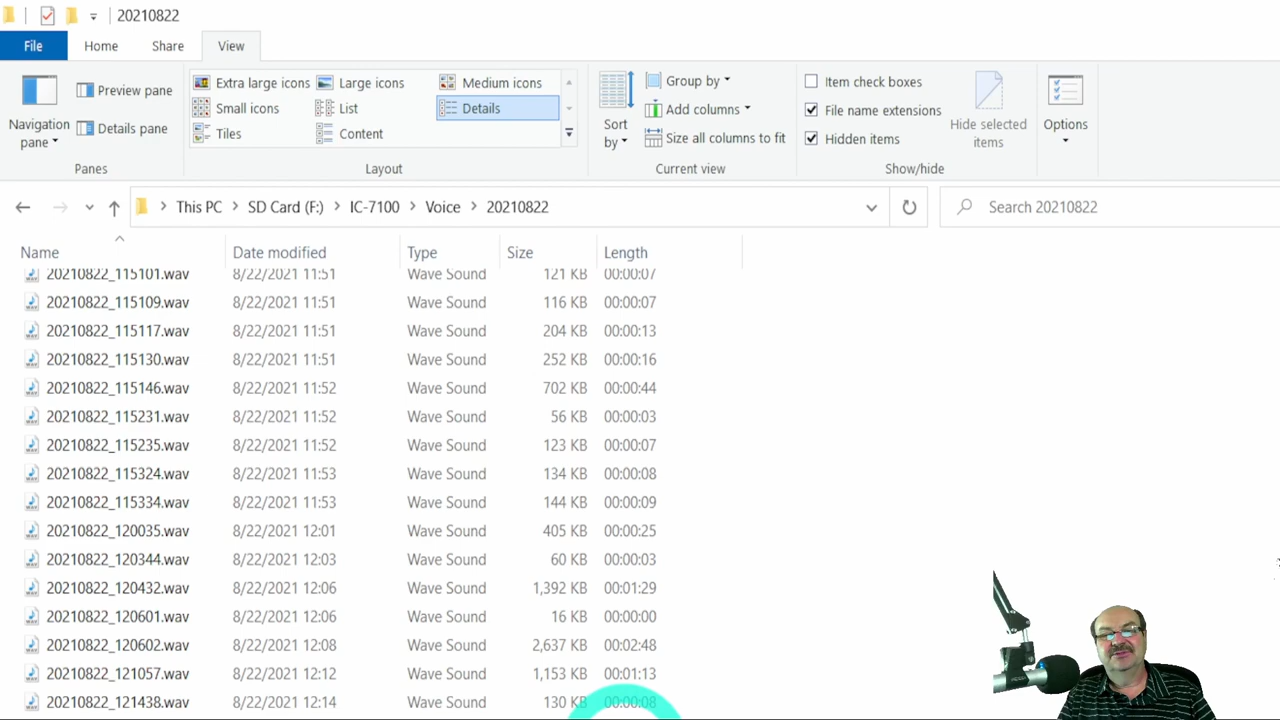 20210822
File Home Share View
Extra large icons Large icons Medium icons
Small icons List Details
Tiles Content
Layout
Navigation pane
Preview pane
Details pane
Panes
Sort by
Group by
Add columns
Size all columns to fit
Current view
Item check boxes
File name extensions
Hidden items
Hide selected items
Show/hide
Options
This PC SD Card (F:) IC-7100 Voice 20210822
Search 20210822
Name Date modified Type Size Length
20210822_115101.wav 8/22/2021 11:51 Wave Sound 121 KB 00:00:07
20210822_115109.wav 8/22/2021 11:51 Wave Sound 116 KB 00:00:07
20210822_115117.wav 8/22/2021 11:51 Wave Sound 204 KB 00:00:13
20210822_115130.wav 8/22/2021 11:51 Wave Sound 252 KB 00:00:16
20210822_115146.wav 8/22/2021 11:52 Wave Sound 702 KB 00:00:44
20210822_115231.wav 8/22/2021 11:52 Wave Sound 56 KB 00:00:03
20210822_115235.wav 8/22/2021 11:52 Wave Sound 123 KB 00:00:07
20210822_115324.wav 8/22/2021 11:53 Wave Sound 134 KB 00:00:08
20210822_115334.wav 8/22/2021 11:53 Wave Sound 144 KB 00:00:09
20210822_120035.wav 8/22/2021 12:01 Wave Sound 405 KB 00:00:25
20210822_120344.wav 8/22/2021 12:03 Wave Sound 60 KB 00:00:03
20210822_120432.wav 8/22/2021 12:06 Wave Sound 1,392 KB 00:01:29
20210822_120601.wav 8/22/2021 12:06 Wave Sound 16 KB 00:00:00
20210822_120602.wav 8/22/2021 12:08 Wave Sound 2,637 KB 00:02:48
20210822_121057.wav 8/22/2021 12:12 Wave Sound 1,153 KB 00:01:13
20210822_121438.wav 8/22/2021 12:14 Wave Sound 130 KB 00:00:08